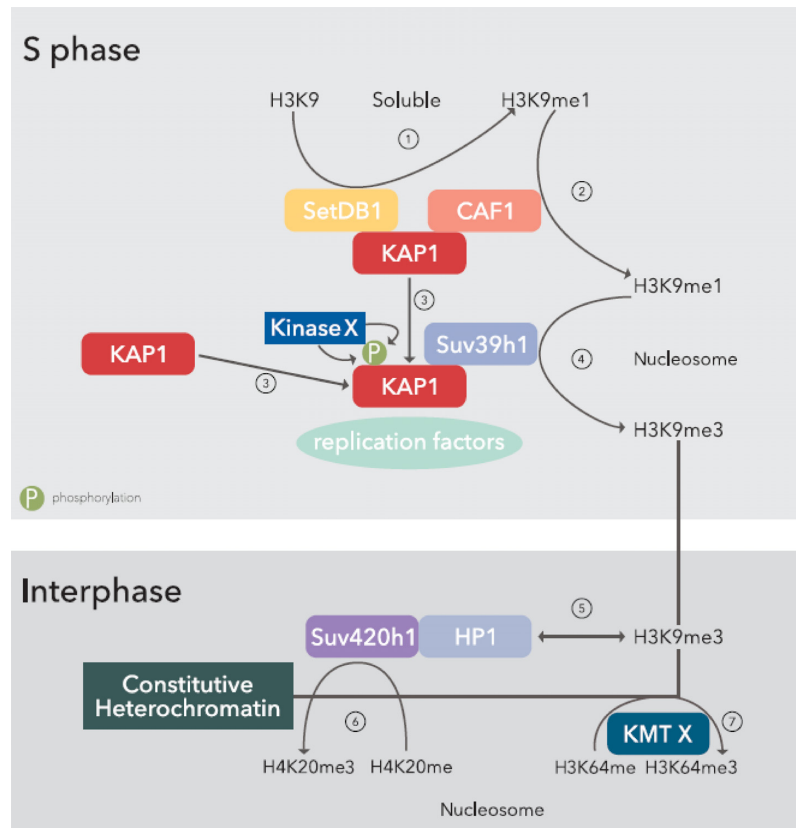 S phase
H3K9 Soluble H3K9me1
①
②
SetDB1 CAF1
KAP1
H3K9me1
③
Kinase X
P
Suv39h1
KAP1
③
④
Nucleosome
KAP1
replication factors
H3K9me3
P phosphorylation
Interphase
⑤
Suv420h1 HP1 H3K9me3
Constitutive
Heterochromatin
⑥
KMT X
⑦
H4K20me3 H4K20me H3K64me H3K64me3
Nucleosome